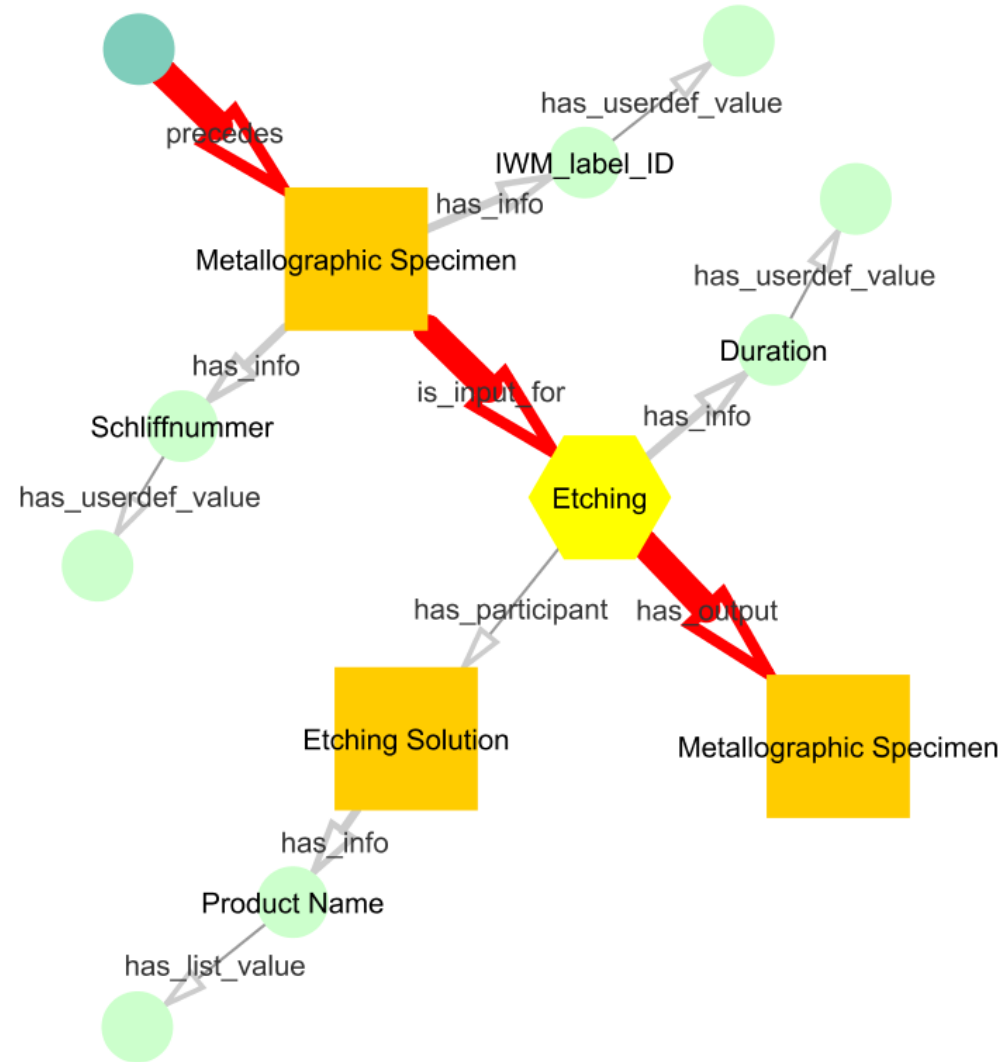 has_userdef_value
precedes
IWM_label_ID
has_info
Metallographic Specimen
has_userdef_value
Duration
has_info
is_input_for
has_info
Schliffnummer
has_userdef_value
Etching
has_participant
has_output
Etching Solution
Metallographic Specimen
has_info
Product Name
has_list_value